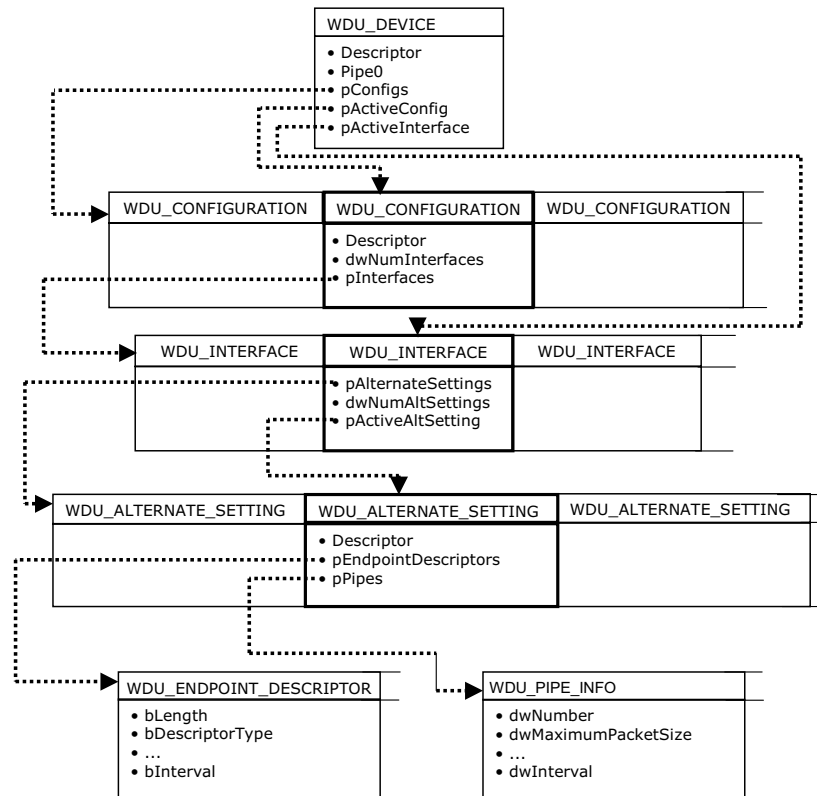 WDU_DEVICE
• Descriptor
• Pipe0
• pConfigs
• pActiveConfig
• pActiveInterface
WDU_CONFIGURATION WDU_CONFIGURATION WDU_CONFIGURATION
• Descriptor
• dwNumInterfaces
• pInterfaces
WDU_INTERFACE WDU_INTERFACE WDU_INTERFACE
• pAlternateSettings
• dwNumAltSettings
• pActiveAltSetting
WDU_ALTERNATE_SETTING WDU_ALTERNATE_SETTING WDU_ALTERNATE_SETTING
• Descriptor
• pEndpointDescriptors
• pPipes
WDU_ENDPOINT_DESCRIPTOR
• bLength
• bDescriptorType
• ...
• bInterval
WDU_PIPE_INFO
• dwNumber
• dwMaximumPacketSize
• ...
• dwInterval